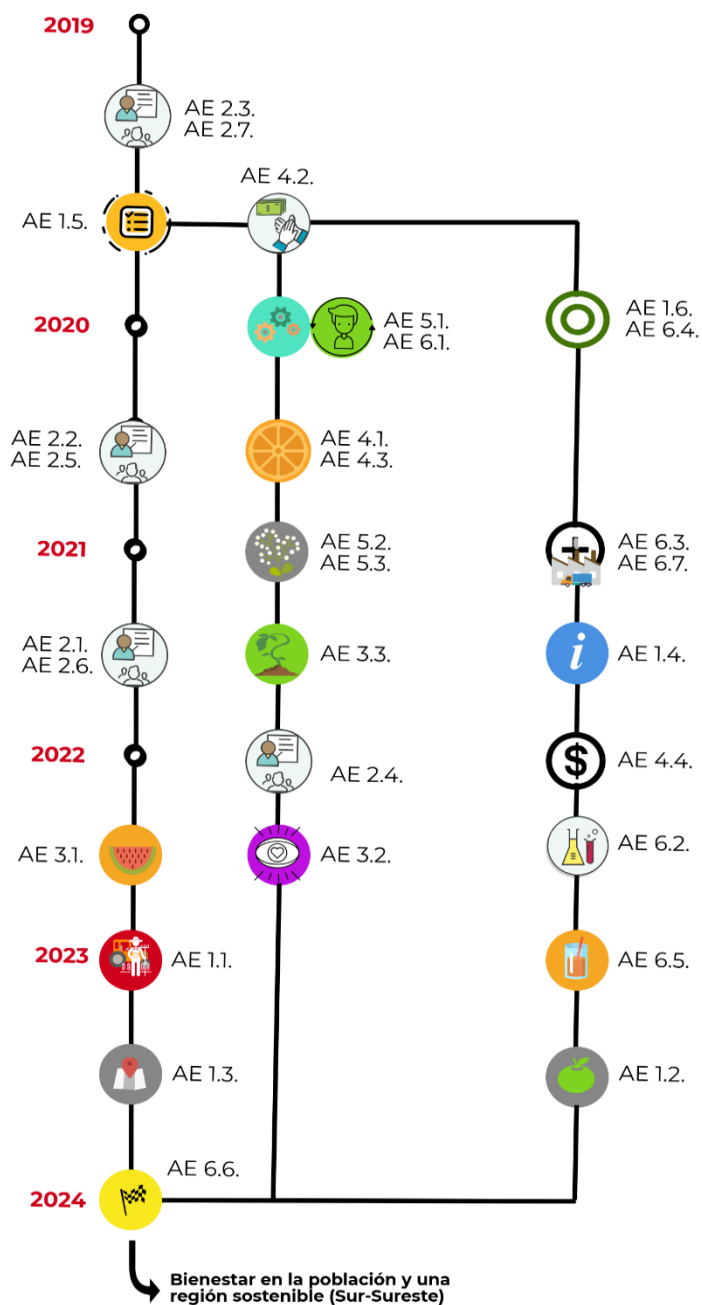 2019
AE 2.3.
AE 2.7.
AE 4.2.
AE 1.5.
2020
AE 5.1.
AE 6.1.
AE 1.6.
AE 6.4.
AE 2.2.
AE 2.5.
AE 4.1.
AE 4.3.
2021
AE 5.2.
AE 5.3.
AE 6.3.
AE 6.7.
AE 2.1.
AE 2.6.
AE 3.3.
i
AE 1.4.
2022
AE 2.4.
$
AE 4.4.
AE 3.1.
AE 3.2.
AE 6.2.
2023
AE 1.1.
AE 6.5.
AE 1.3.
AE 1.2.
AE 6.6.
2024
Bienestar en la población y una
región sostenible (Sur-Sureste)